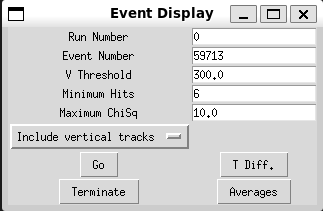 Event Display
Run Number 0
Event Number 59713
V Threshold 300.0
Minimum Hits 6
Maximum ChiSq 10.0
Include vertical tracks
Go T Diff.
Terminate Averages